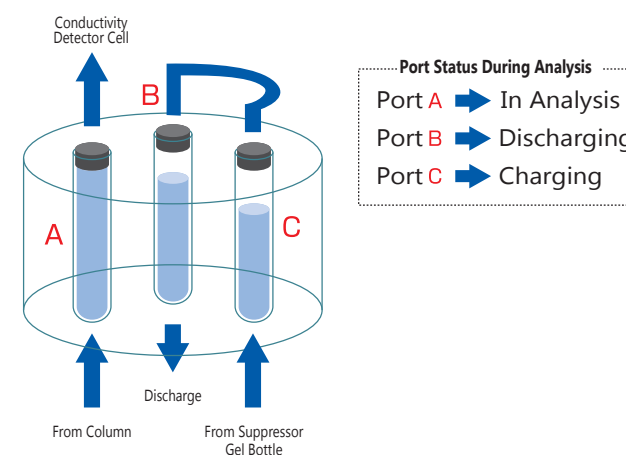 Conductivity
Detector Cell
B
A
C
Discharge
From Column
From Suppressor
Gel Bottle
Port Status During Analysis
Port A In Analysis
Port B Discharging
Port C Charging